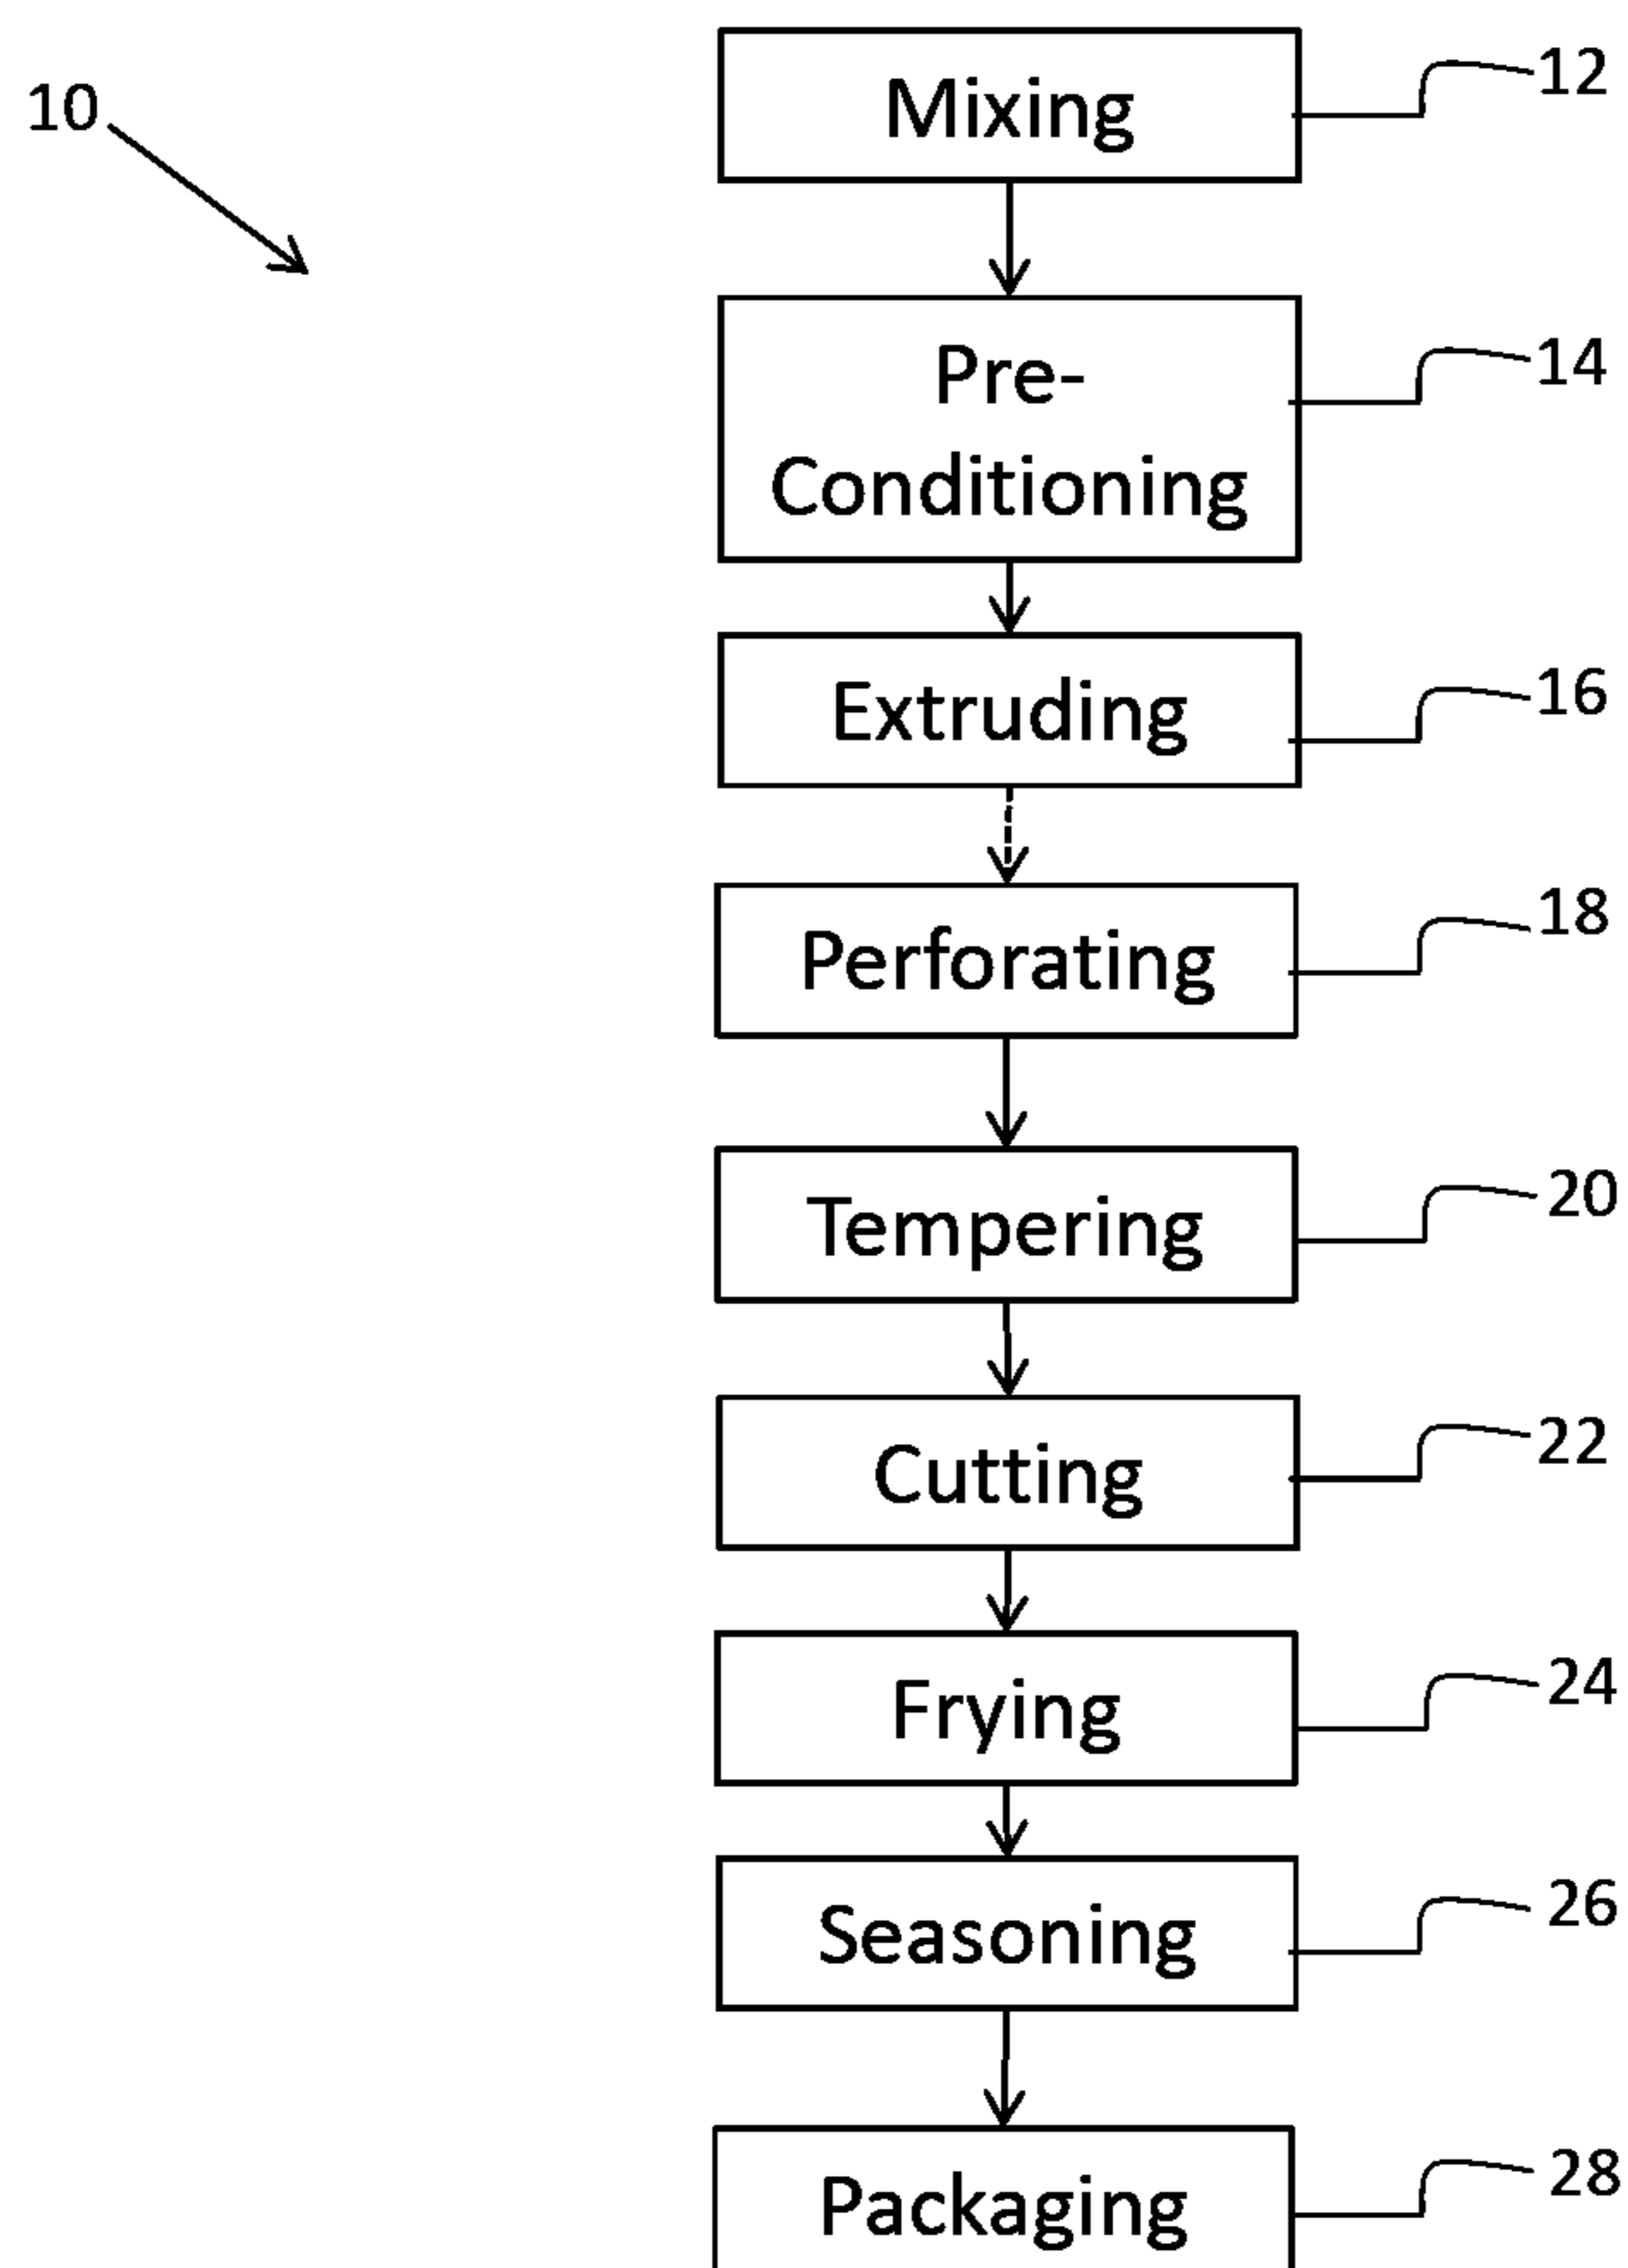 10
Mixing
12
Pre-
Conditioning
14
Extruding
16
Perforating
18
Tempering
20
Cutting
22
Frying
24
Seasoning
26
Packaging
28